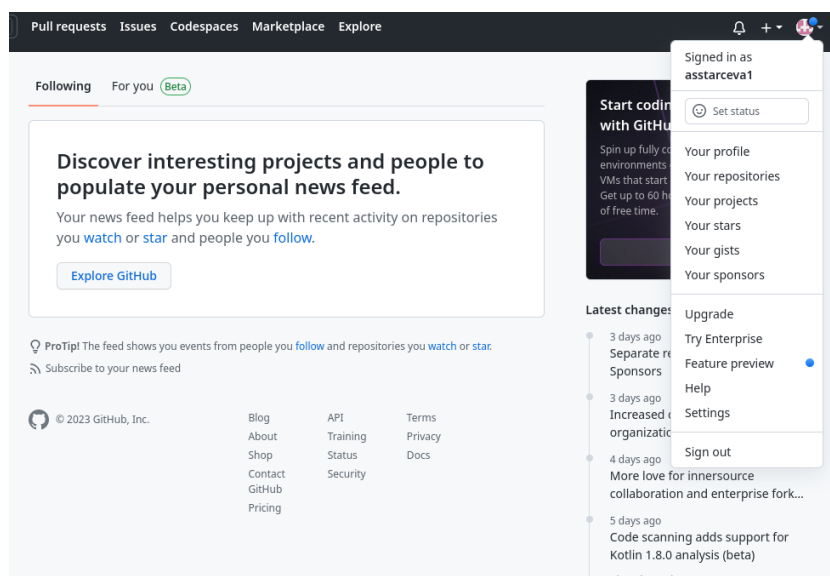 Pull requests Issues Codespaces Marketplace Explore
Signed in as
asstarceva1
Set status
Your profile
Your repositories
Your projects
Your stars
Your gists
Your sponsors
Upgrade
Try Enterprise
Feature preview
Help
Settings
Sign out
Following For you Beta
Discover interesting projects and people to
populate your personal news feed.
Your news feed helps you keep up with recent activity on repositories
you watch or star and people you follow.
Explore GitHub
ProTip! The feed shows you events from people you follow and repositories you watch or star.
Subscribe to your news feed
© 2023 GitHub, Inc.
Blog
About
Shop
Contact
GitHub
Pricing
API
Training
Status
Security
Terms
Privacy
Docs
Start
with
Spin up fully
environments
VMs that start
Get up to 60
of free time.
Latest changes
3 days ago
Separate
Sponsors
3 days ago
Increased
4 days ago
More love for innersource
collaboration and enterprise fork...
5 days ago
Code scanning adds support for
Kotlin 1.8.0 analysis (beta)